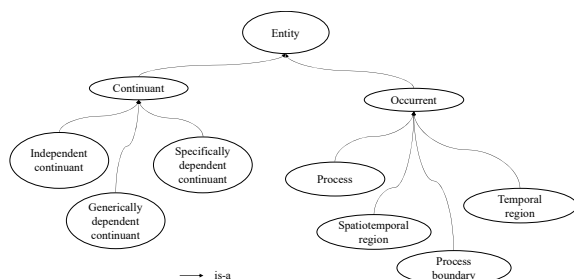 Entity
Continuant
Occurrent
Independent
continuant
Specifically
dependent
continuant
Generically
dependent
continuant
Process
Spatiotemporal
region
Process
boundary
Temporal
region
is-a